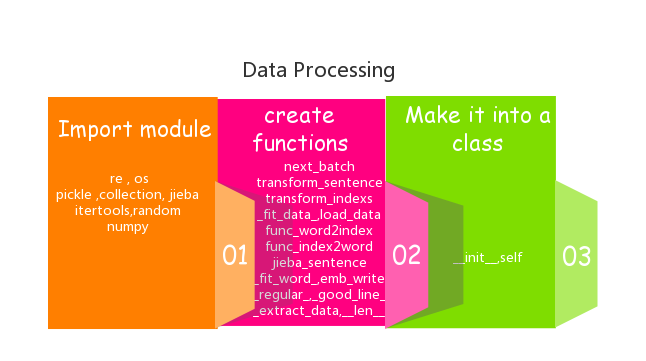 Data Processing
Import module
re , os
pickle ,collection, jieba
itertools,random
numpy
01
create
functions
next_batch
transform_sentence
transform_indexs
_fit_data_,load_data
func_word2index
func_index2word
jieba_sentence
_fit_word_,emb_write
_regular_,_good_line_
_extract_data,__len__
02
Make it into a
class
__init__,self
03